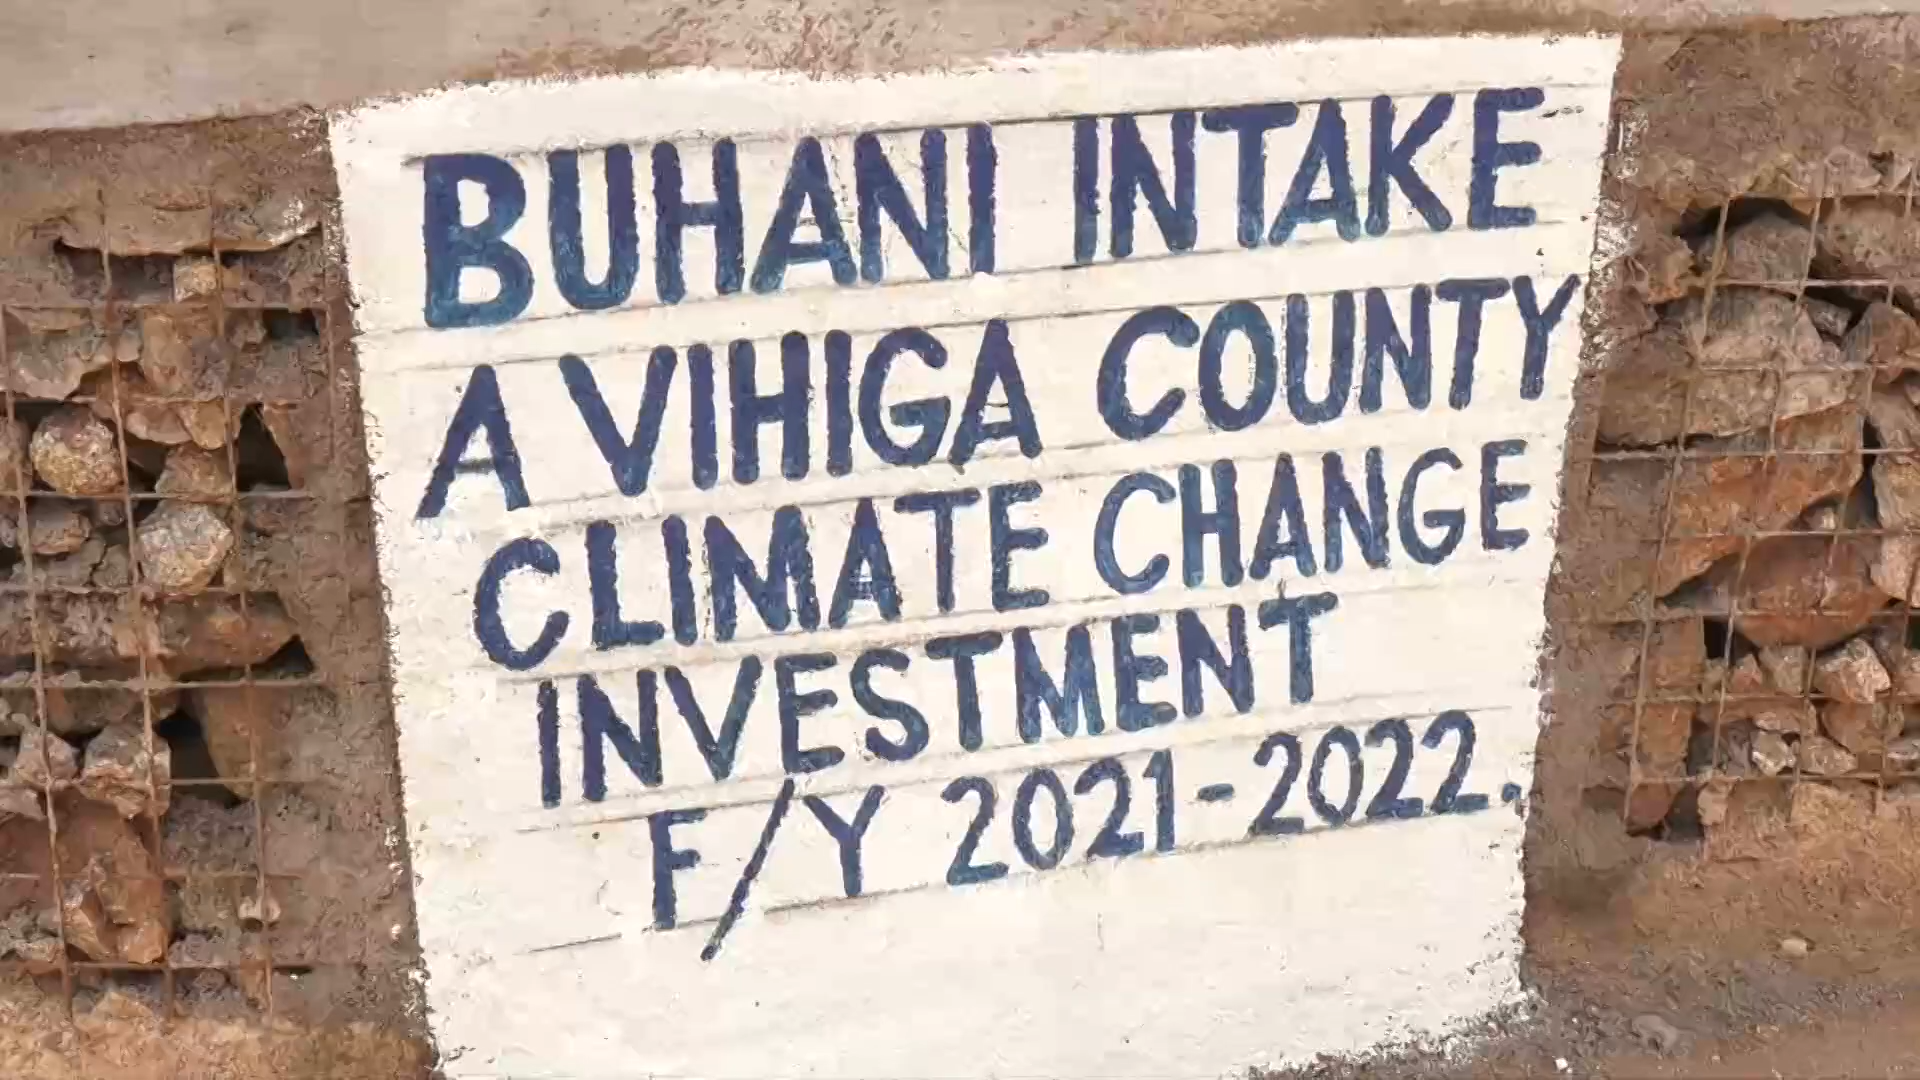 BUHANI INTAKE
A VIHIGA COUNTY
CLIMATE CHANGE
INVESTMENT
F/Y 2021-2022.